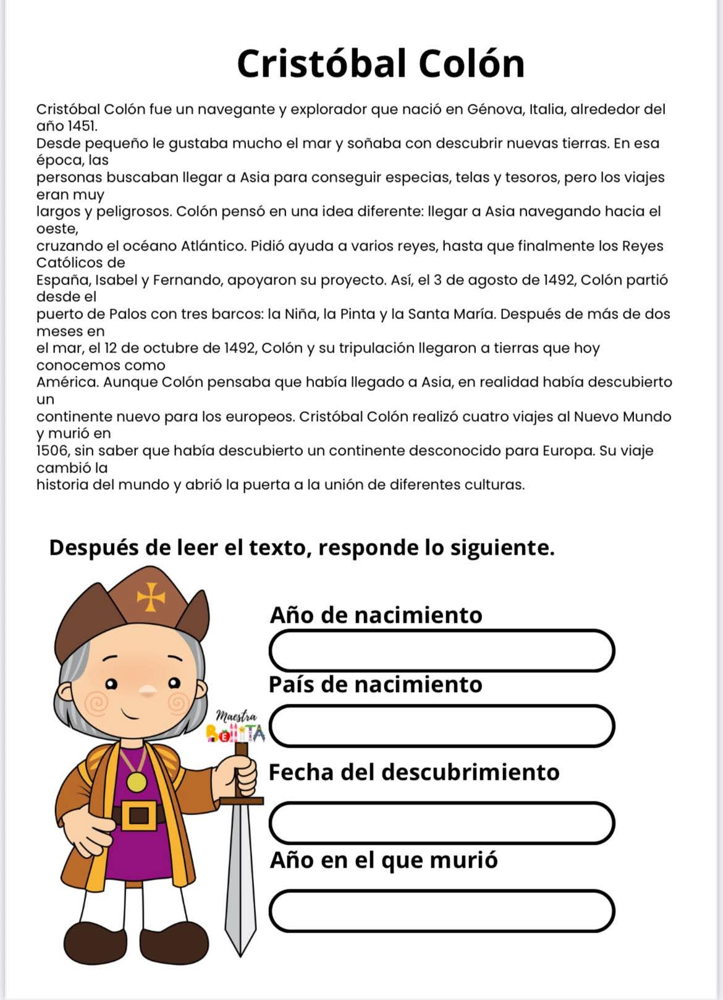 Cristóbal Colón
Cristóbal Colón fue un navegante y explorador que nació en Génova, Italia, alrededor del
año 1451.
Desde pequeño le gustaba mucho el mar y soñaba con descubrir nuevas tierras. En esa
época, las
personas buscaban llegar a Asia para conseguir especias, telas y tesoros, pero los viajes
eran muy
largos y peligrosos. Colón pensó en una idea diferente: llegar a Asia navegando hacia el
oeste,
cruzando el océano Atlántico. Pidió ayuda a varios reyes, hasta que finalmente los Reyes
Católicos de
España, Isabel y Fernando, apoyaron su proyecto. Así, el 3 de agosto de 1492, Colón partió
desde el
puerto de Palos con tres barcos: la Niña, la Pinta y la Santa María. Después de más de dos
meses en
el mar, el 12 de octubre de 1492, Colón y su tripulación llegaron a tierras que hoy
conocemos como
América. Aunque Colón pensaba que había llegado a Asia, en realidad había descubierto
un
continente nuevo para los europeos. Cristóbal Colón realizó cuatro viajes al Nuevo Mundo
y murió en
1506, sin saber que había descubierto un continente desconocido para Europa. Su viaje
cambió la
historia del mundo y abrió la puerta a la unión de diferentes culturas.
Después de leer el texto, responde lo siguiente.
Año de nacimiento
País de nacimiento
Maestra
BellITA
Fecha del descubrimiento
Año en el que murió